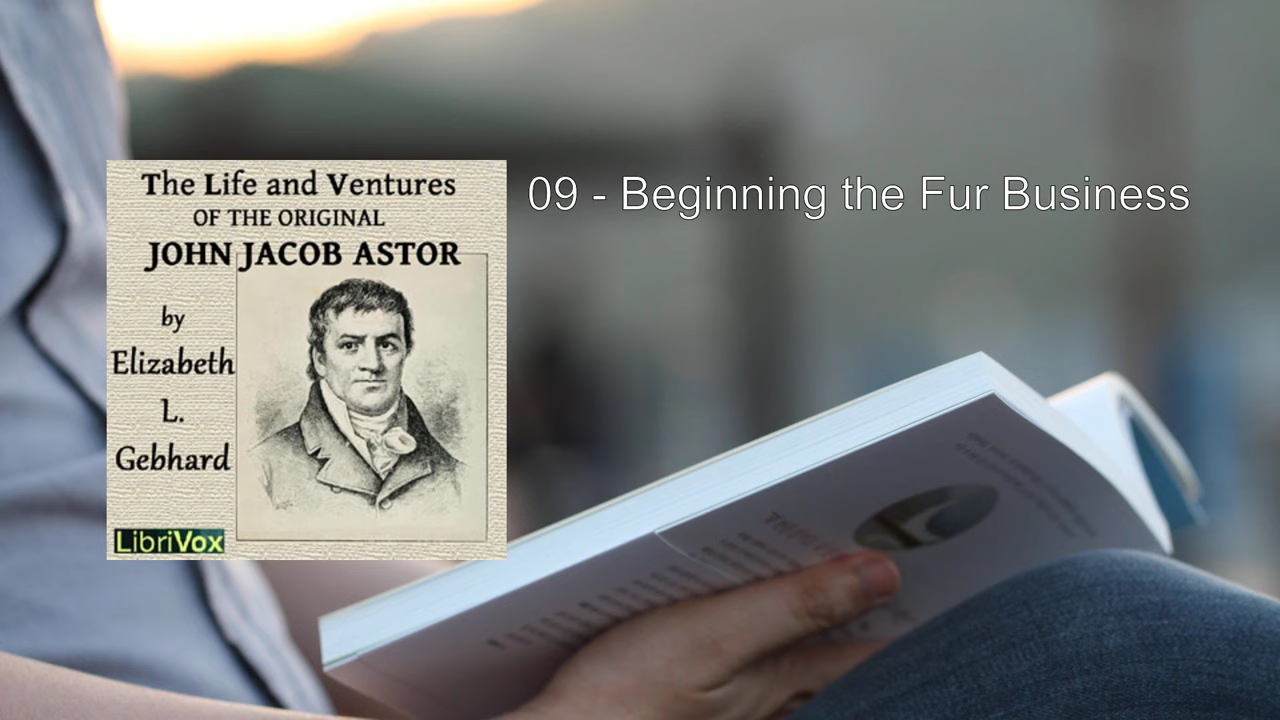 The Life and Ventures
OF THE ORIGINAL
JOHN JACOB ASTOR
by
Elizabeth
L.
Gebhard
LibriVox
09 - Beginning the Fur Business